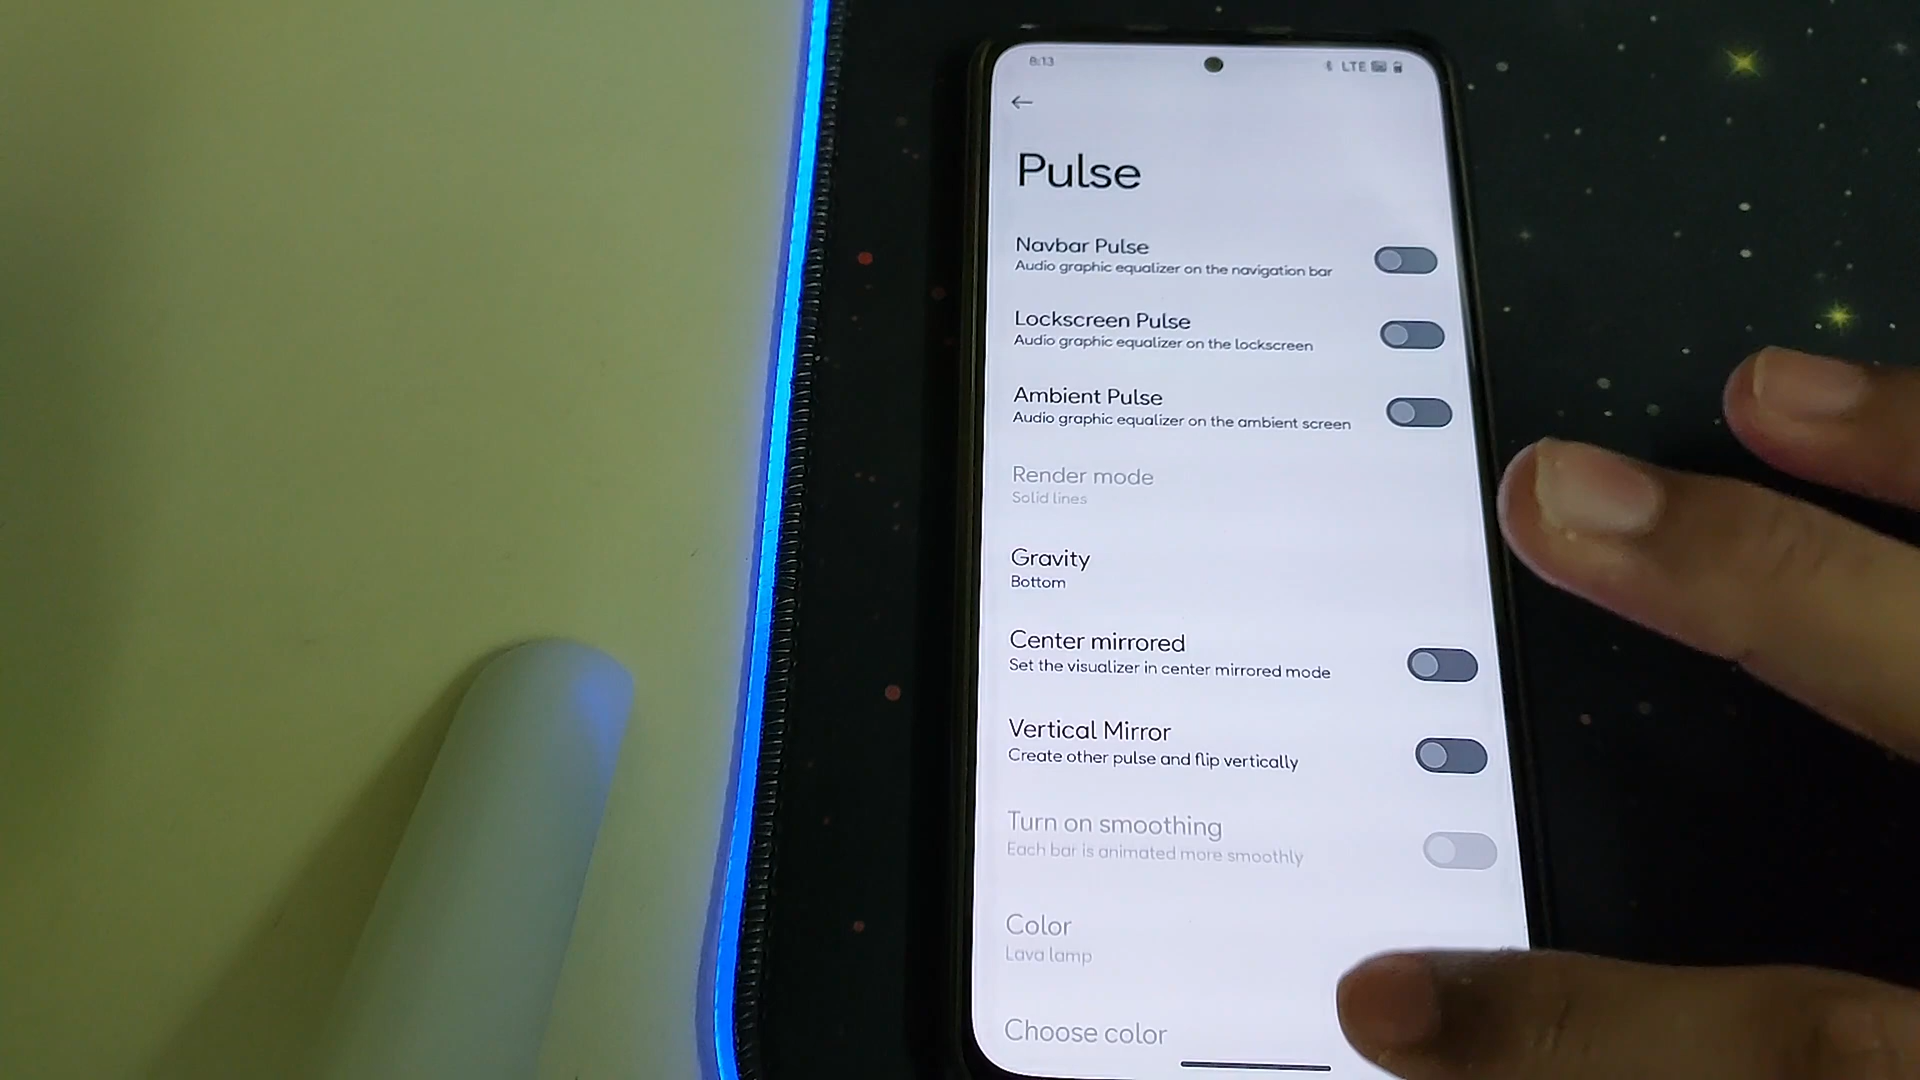 8:13
LTE
Pulse
Navbar Pulse
Audio graphic equalizer on the navigation bar
Lockscreen Pulse
Audio graphic equalizer on the lockscreen
Ambient Pulse
Audio graphic equalizer on the ambient screen
Render mode
Solid lines
Gravity
Bottom
Center mirrored
Set the visualizer in center mirrored mode
Vertical Mirror
Create other pulse and flip vertically
Turn on smoothing
Each bar is animated more smoothly
Color
Lava lamp
Choose color